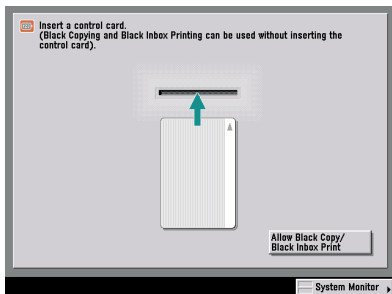 Insert a control card.
(Black Copying and Black Inbox Printing can be used without inserting the
control card).
Allow Black Copy/
Black Inbox Print
System Monitor